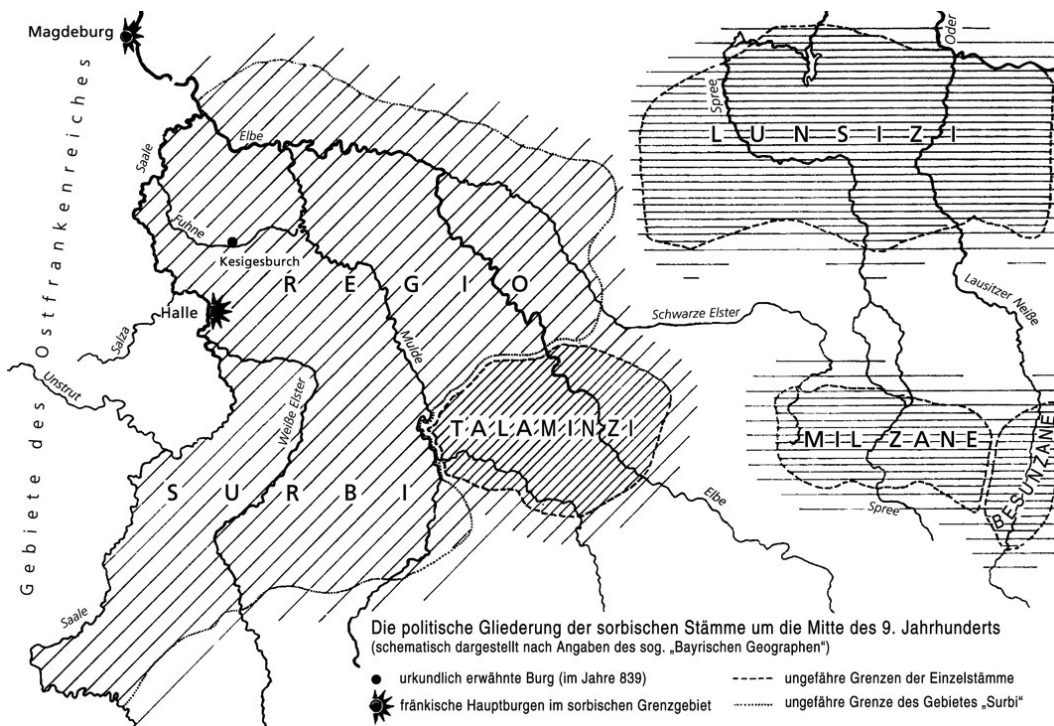 Magdeburg
Gebiete des Ostfrankenreiches
Elbe
Saale
Fuhne
Kesigesburch
Halle
Salza
Unstrut
REGIO
Mulde
Weiße Elster
SURBI
TALAMINZI
Elbe
Saale
Spree
Oder
LUNSIZI
Lausitzer Neiße
Schwarze Elster
MILZANE
BESUNZANE
Spree
Die politische Gliederung der sorbischen Stämme um die Mitte des 9. Jahrhunderts
(schematisch dargestellt nach Angaben des sog. „Bayrischen Geographen“)
urkundlich erwähnte Burg (im Jahre 839)
fränkische Hauptburgen im sorbischen Grenzgebiet
ungefähre Grenzen der Einzelstämme
ungefähre Grenze des Gebietes „Surbi“